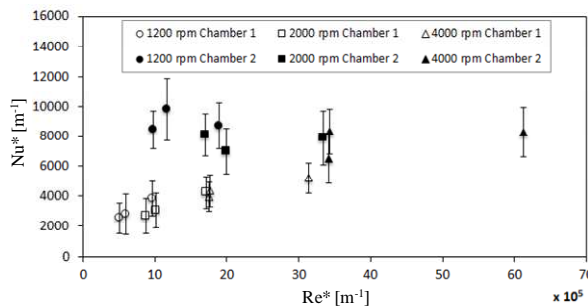 16000
14000
12000
10000
8000
6000
4000
2000
0
Nu* [m⁻¹]
1200 rpm Chamber 1 2000 rpm Chamber 1 4000 rpm Chamber 1
1200 rpm Chamber 2 2000 rpm Chamber 2 4000 rpm Chamber 2
0 10 20 30 40 50 60 70
x 10⁵
Re* [m⁻¹]